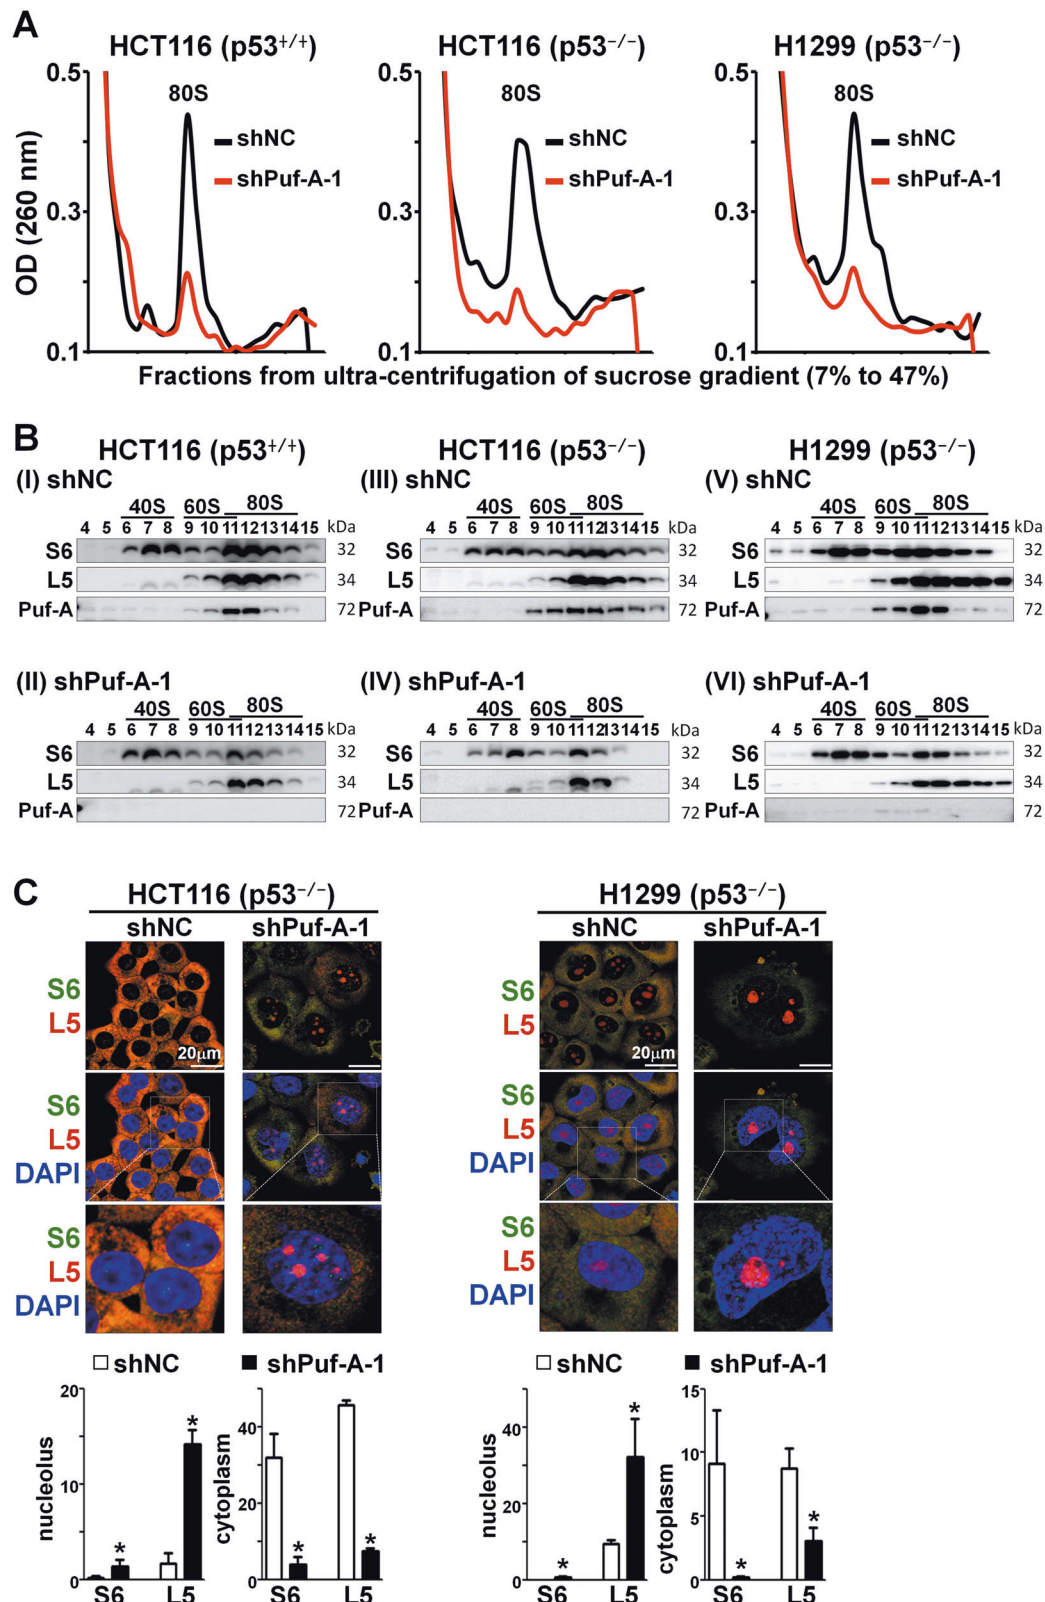 A
HCT116 (p53+/+)
HCT116 (p53−/−)
H1299 (p53−/−)
0.5
0.5
0.5
80S
80S
80S
shNC
shNC
shNC
shPuf-A-1
shPuf-A-1
shPuf-A-1
OD (260 nm)
0.3
0.3
0.3
0.1
0.1
0.1
Fractions from ultra-centrifugation of sucrose gradient (7% to 47%)
B
HCT116 (p53+/+)
HCT116 (p53−/−)
H1299 (p53−/−)
(I) shNC
(III) shNC
(V) shNC
40S 60S 80S
40S 60S 80S
40S 60S 80S
4 5 6 7 8 9 10 11 12 13 14 15 kDa
4 5 6 7 8 9 10 11 12 13 14 15 kDa
4 5 6 7 8 9 10 11 12 13 14 15 kDa
S6 32
S6 32
S6 32
L5 34
L5 34
L5 34
Puf-A 72
Puf-A 72
Puf-A 72
(II) shPuf-A-1
(IV) shPuf-A-1
(VI) shPuf-A-1
40S 60S 80S
40S 60S 80S
40S 60S 80S
4 5 6 7 8 9 10 11 12 13 14 15 kDa
4 5 6 7 8 9 10 11 12 13 14 15 kDa
4 5 6 7 8 9 10 11 12 13 14 15 kDa
S6 32
S6 32
S6 32
L5 34
L5 34
L5 34
Puf-A 72
Puf-A 72
Puf-A 72
C
HCT116 (p53−/−)
H1299 (p53−/−)
shNC shPuf-A-1
shNC shPuf-A-1
S6
L5
20µm
S6
L5
20µm
S6
L5
DAPI
S6
L5
DAPI
S6
L5
DAPI
S6
L5
DAPI
shNC shPuf-A-1
shNC shPuf-A-1
nucleolus
20
10
0
* *
S6 L5
cytoplasm
40
20
0
* *
S6 L5
nucleolus
40
20
0
* *
S6 L5
cytoplasm
15
10
5
0
* *
S6 L5